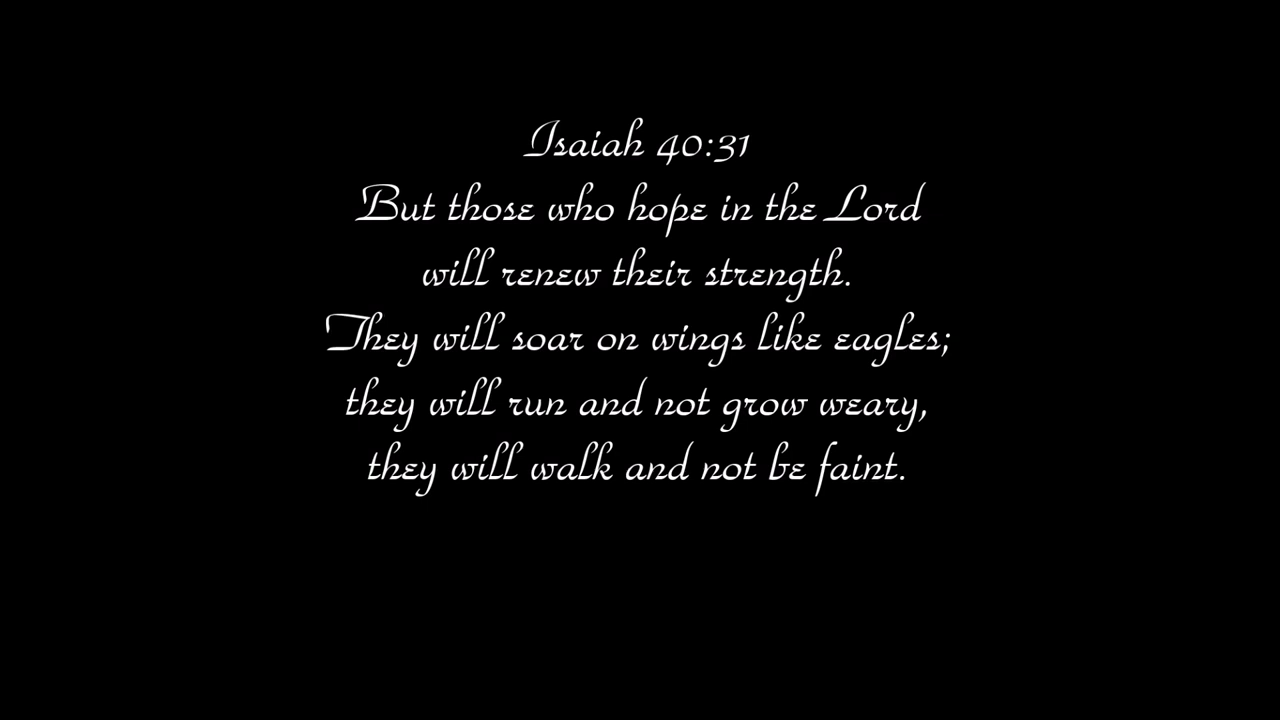 Isaiah 40:31
But those who hope in the Lord
will renew their strength.
They will soar on wings like eagles;
they will run and not grow weary,
they will walk and not be faint.